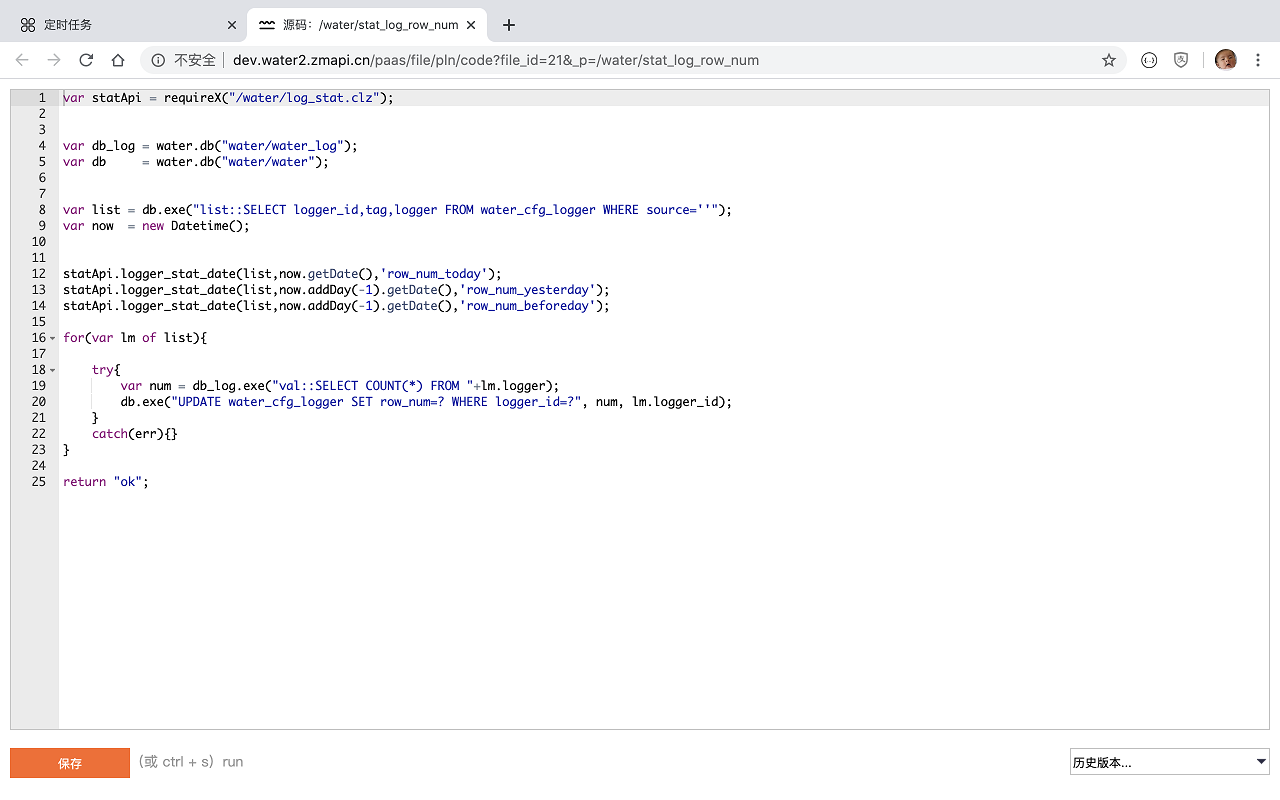 定时任务
源码：/water/stat_log_row_num
不安全 dev.water2.zmapi.cn/paas/file/pln/code?file_id=21&_p=/water/stat_log_row_num
1 var statApi = requireX("/water/log_stat.clz");
2
3
4 var db_log = water.db("water/water_log");
5 var db     = water.db("water/water");
6
7
8 var list = db.exe("list::SELECT logger_id,tag,logger FROM water_cfg_logger WHERE source=''");
9 var now  = new Datetime();
10
11
12 statApi.logger_stat_date(list,now.getDate(),'row_num_today');
13 statApi.logger_stat_date(list,now.addDay(-1).getDate(),'row_num_yesterday');
14 statApi.logger_stat_date(list,now.addDay(-1).getDate(),'row_num_beforeday');
15
16 for(var lm of list){
17
18     try{
19         var num = db_log.exe("val::SELECT COUNT(*) FROM "+lm.logger);
20         db.exe("UPDATE water_cfg_logger SET row_num=? WHERE logger_id=?", num, lm.logger_id);
21     }
22     catch(err){}
23 }
24
25 return "ok";
保存 (或 ctrl + s) run 历史版本...